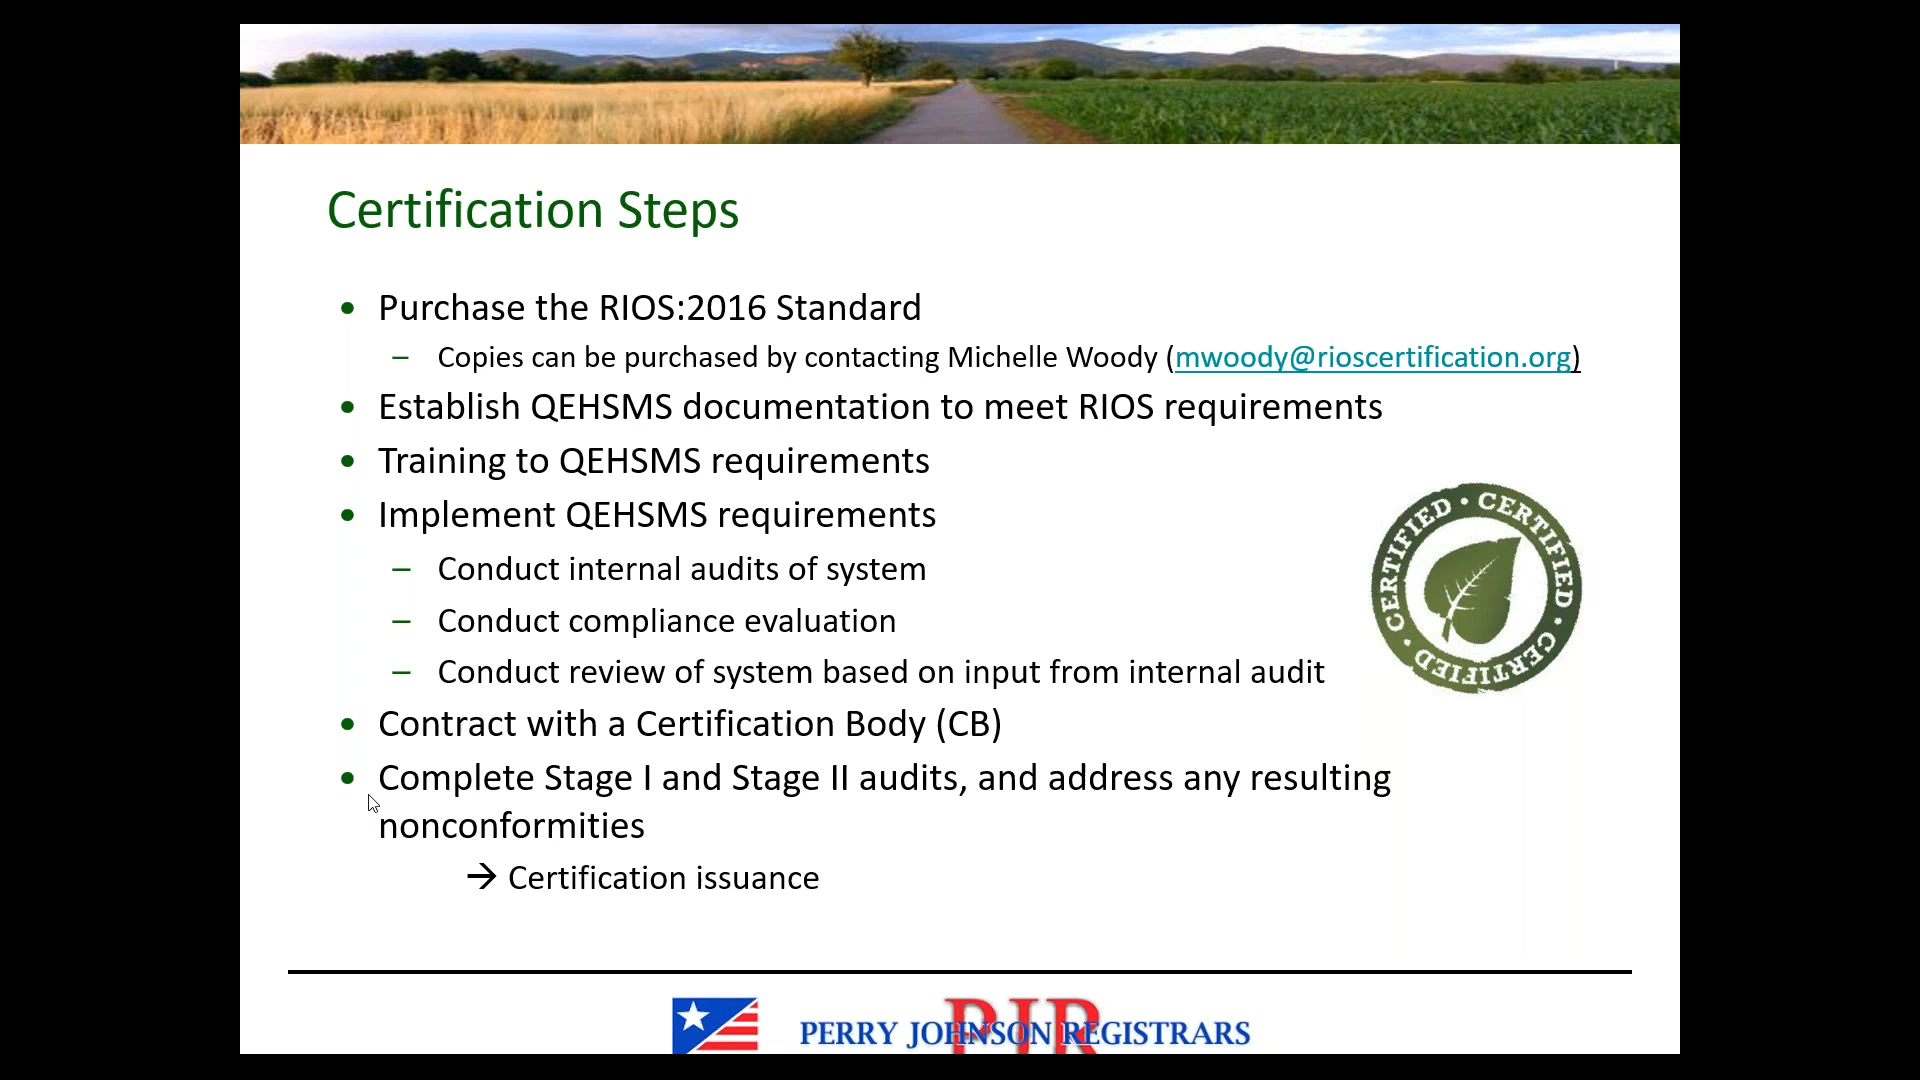 Certification Steps
• Purchase the RIOS:2016 Standard
– Copies can be purchased by contacting Michelle Woody (mwoody@rioscertification.org)
• Establish QEHSMS documentation to meet RIOS requirements
• Training to QEHSMS requirements
• Implement QEHSMS requirements
– Conduct internal audits of system
– Conduct compliance evaluation
– Conduct review of system based on input from internal audit
CERTIFIED • CERTIFIED • CERTIFIED • CERTIFIED •
• Contract with a Certification Body (CB)
• Complete Stage I and Stage II audits, and address any resulting
nonconformities
→ Certification issuance
PJR
PERRY JOHNSON REGISTRARS